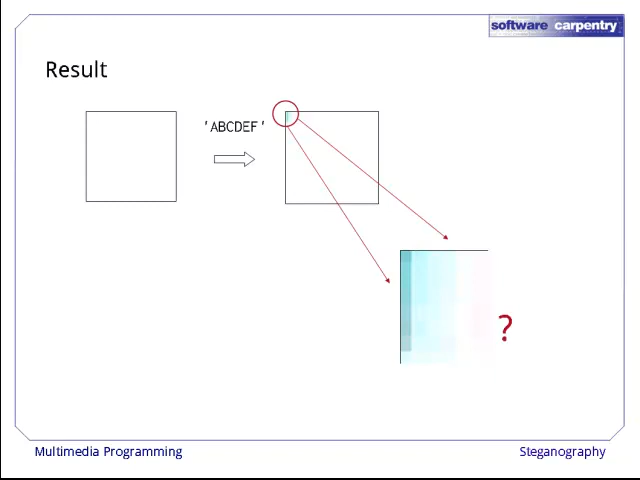 software carpentry
Result
'ABCDEF'
?
Multimedia Programming
Steganography